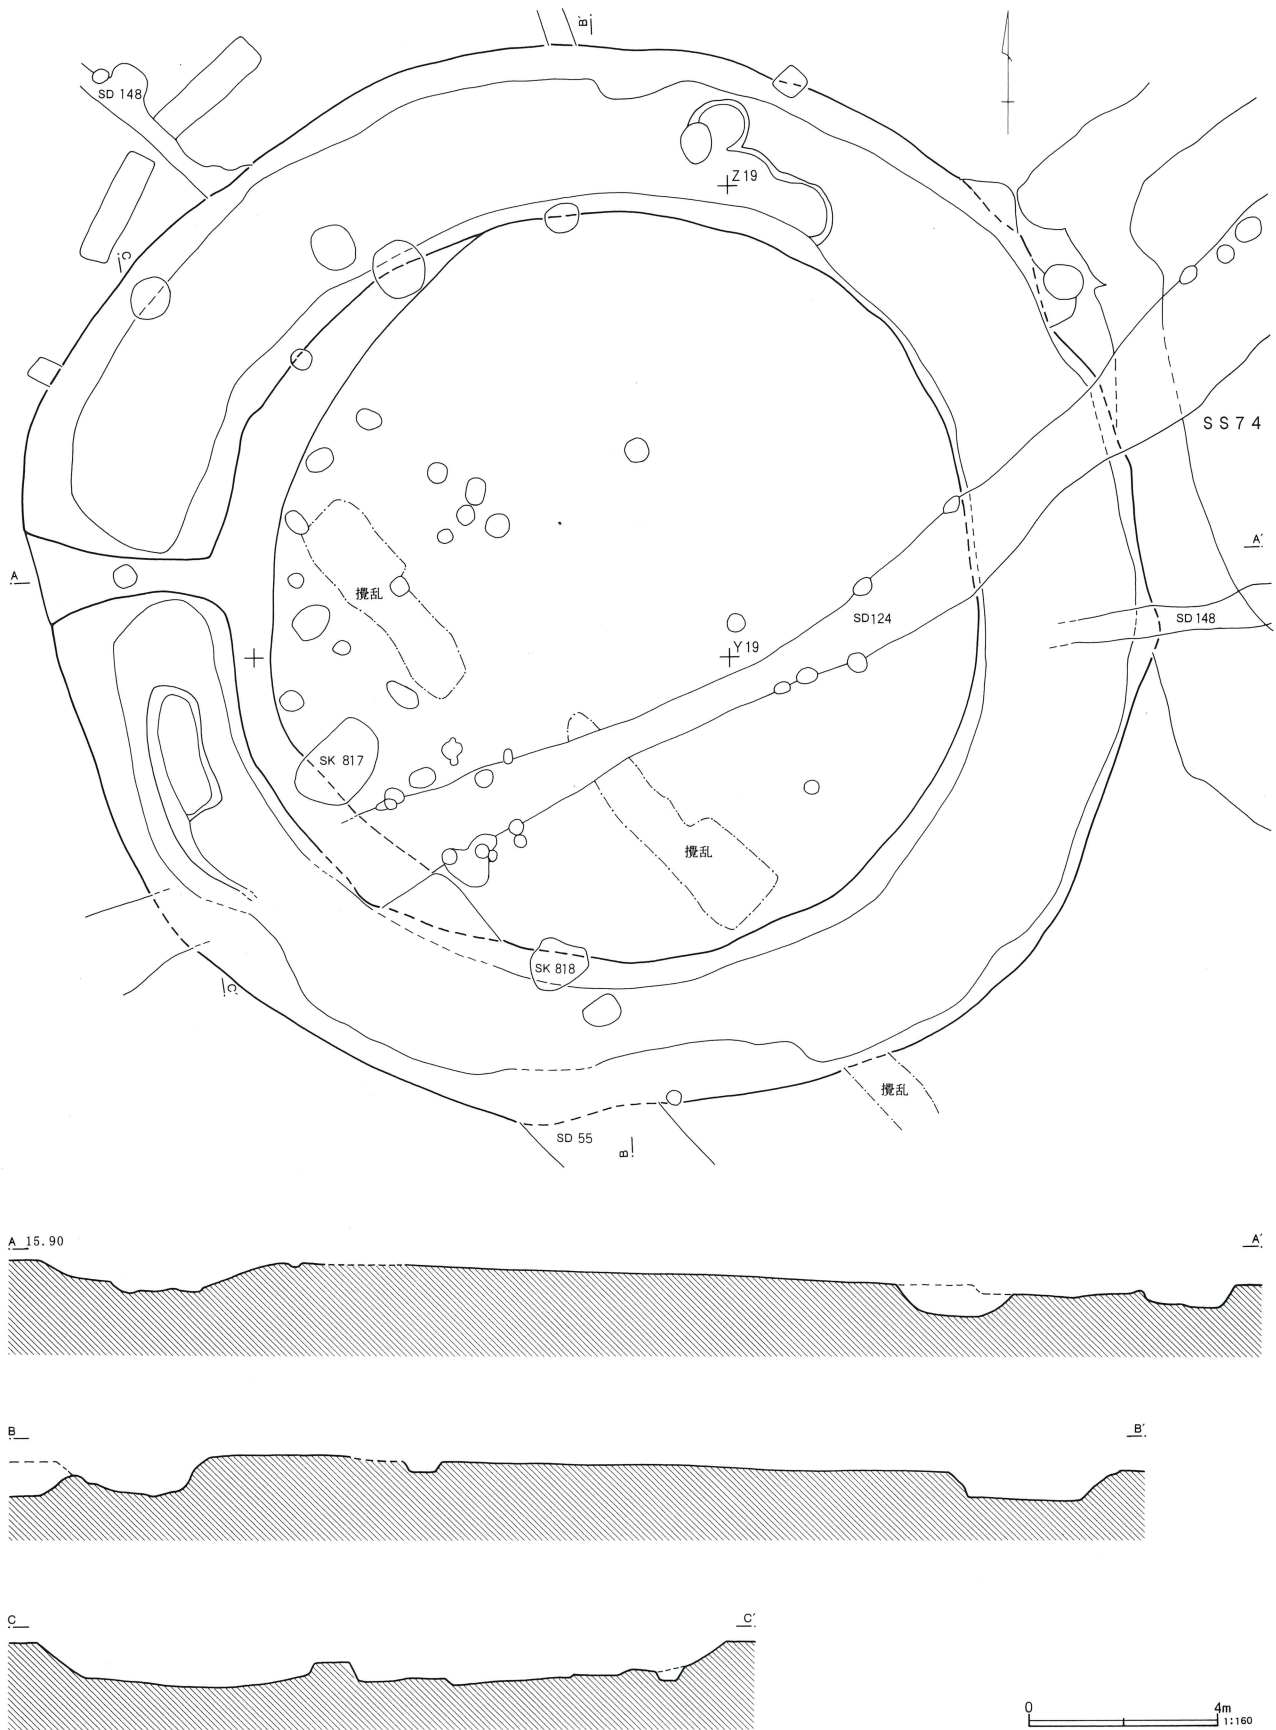 B'
SD 148
Z19
C'
SS74
A
A'
攪乱
SD 148
SD124
Y19
SK 817
攪乱
SK 818
C
攪乱
SD 55
B
A 15.90
A'
B
B'
C
C'
0 4m
1:160